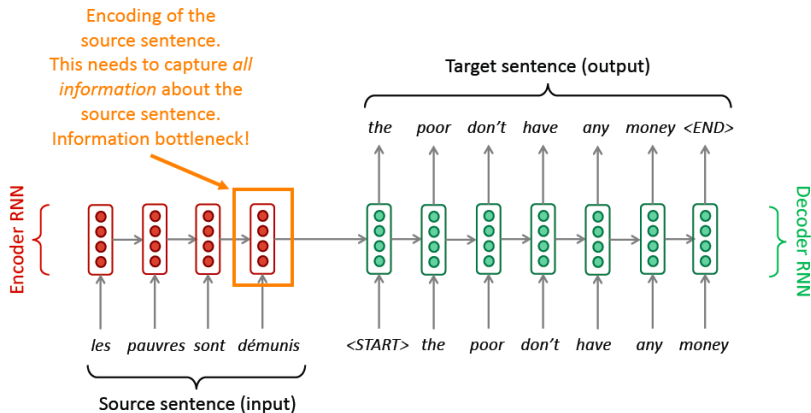 Encoding of the
source sentence.
This needs to capture all
information about the
source sentence.
Information bottleneck!
Target sentence (output)
the poor don't have any money <END>
Encoder RNN
Decoder RNN
les pauvres sont démunis
<START> the poor don't have any money
Source sentence (input)